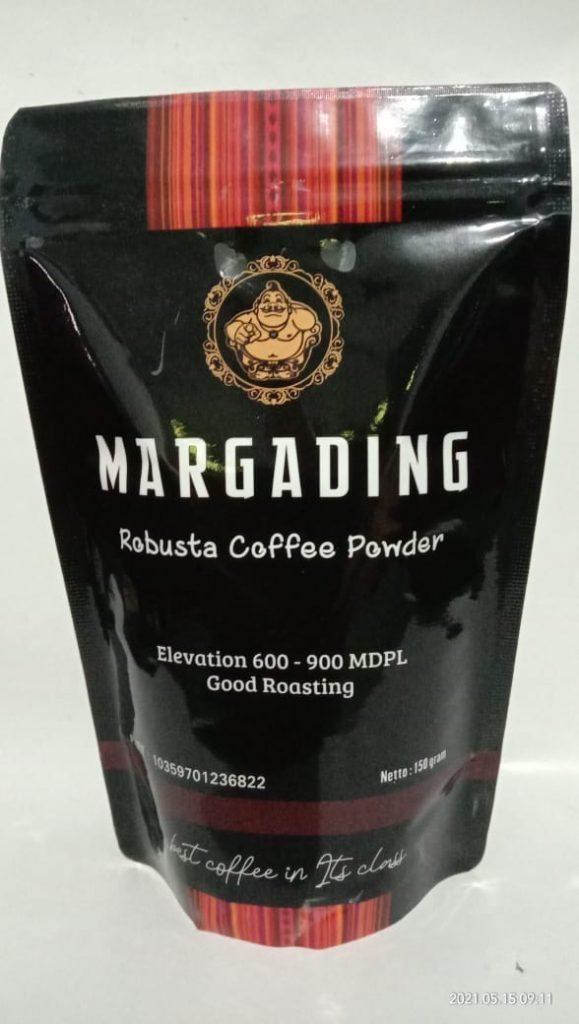 MARGADING
Robusta Coffee Powder
Elevation 600 - 900 MDPL
Good Roasting
10359701236822
Netto : 150 gram
best coffee in Its class
2021.05.15 09:11